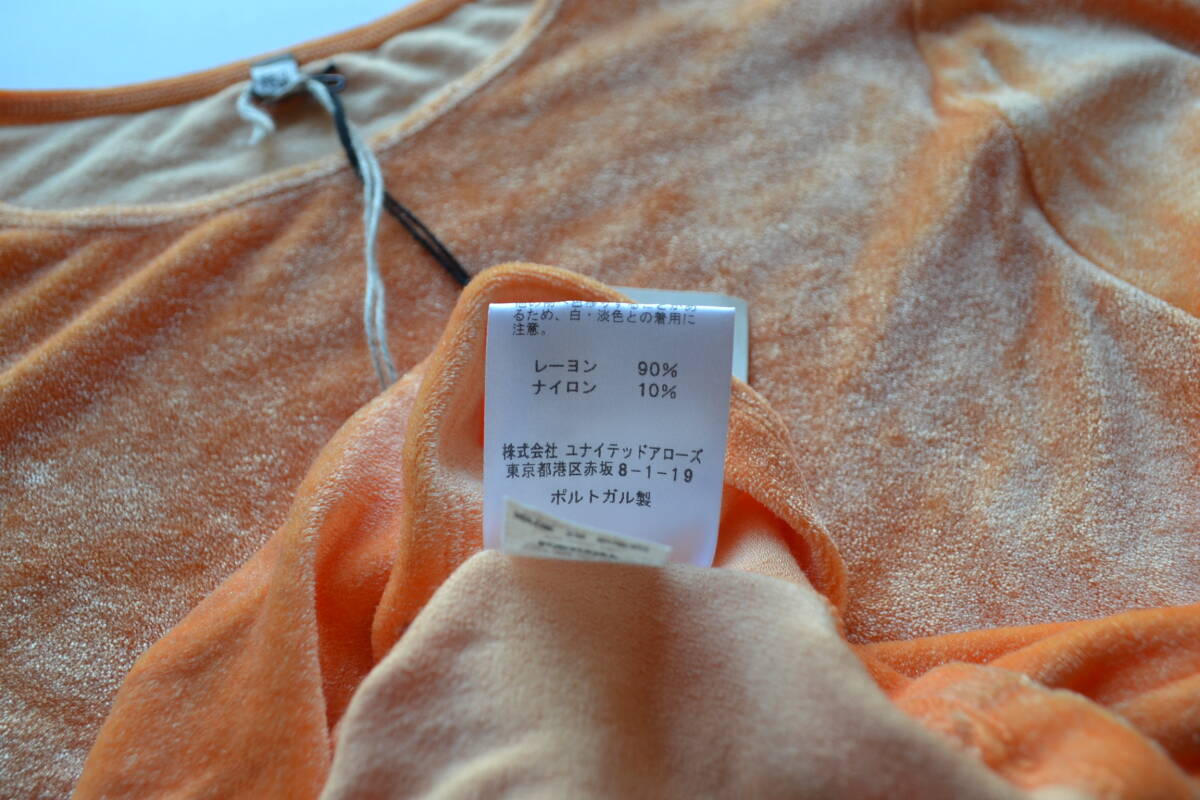 るため、白・淡色との着用に
注意。
レーヨン 90%
ナイロン 10%
株式会社 ユナイテッドアローズ
東京都港区赤坂8-1-19
ポルトガル製